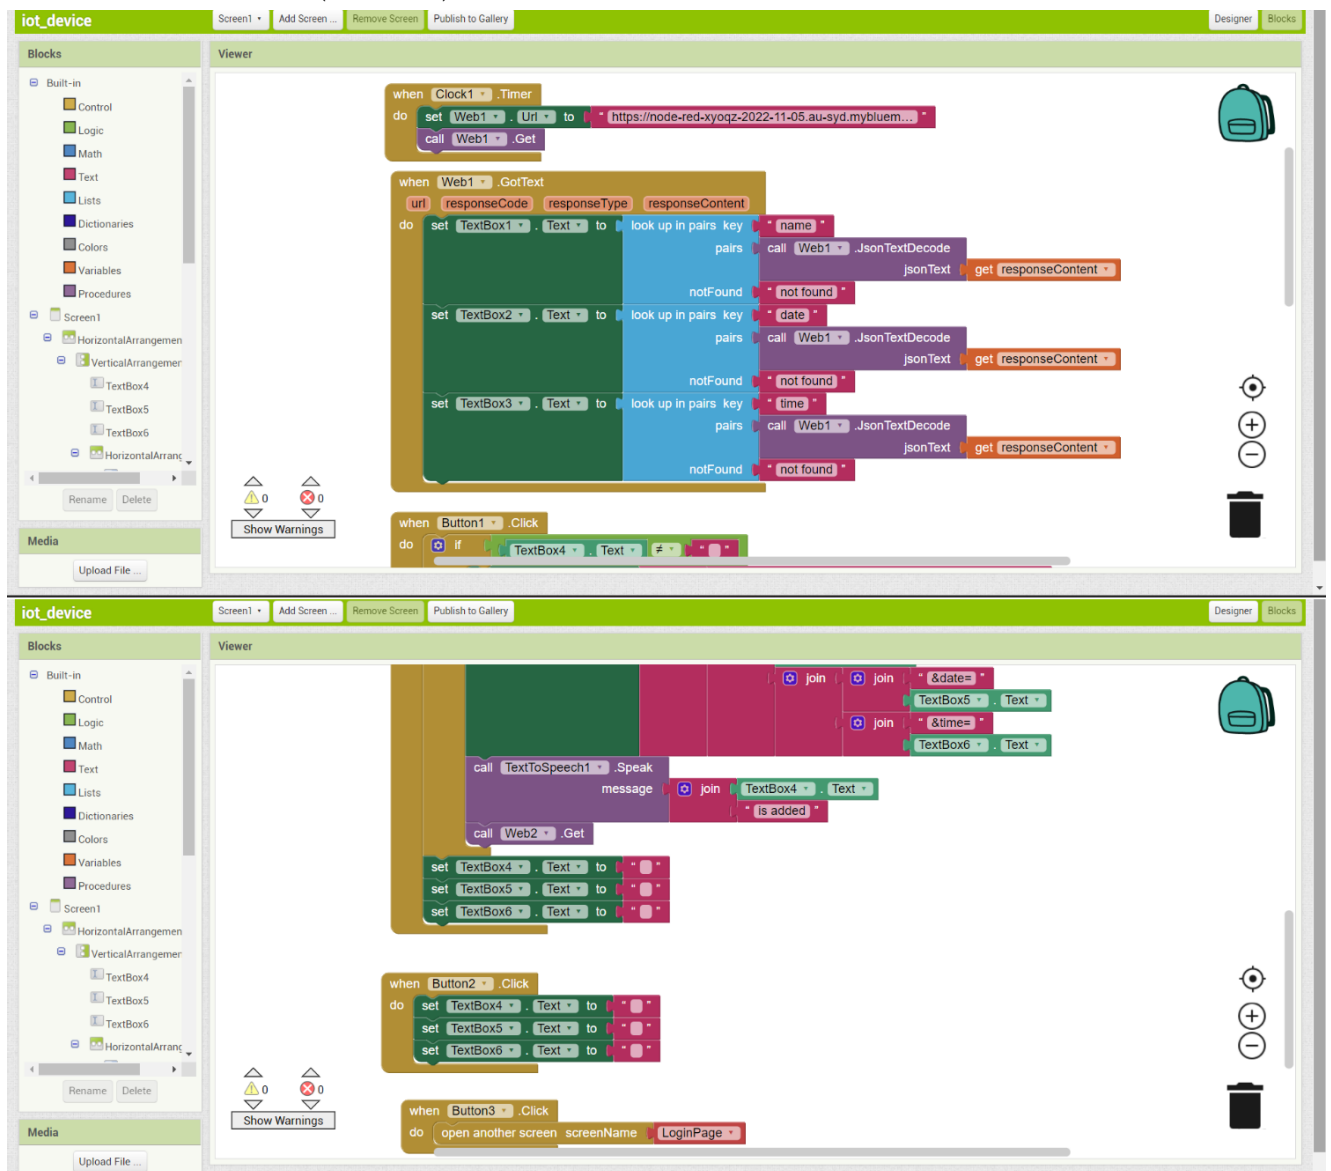 iot_device Screen1 Add Screen ... Remove Screen Publish to Gallery Designer Blocks
Blocks Viewer
Built-in
Control
Logic
Math
Text
Lists
Dictionaries
Colors
Variables
Procedures
Screen1
HorizontalArrangemen
VerticalArrangemer
TextBox4
TextBox5
TextBox6
HorizontalArrang
Rename Delete
Media
Upload File ...
when Clock1 .Timer
do set Web1 . Url to " https://node-red-xyoqz-2022-11-05.au-syd.mybluem... "
call Web1 .Get
when Web1 .GotText
url responseCode responseType responseContent
do set TextBox1 . Text to look up in pairs key " name "
pairs call Web1 .JsonTextDecode
jsonText get responseContent
notFound " not found "
set TextBox2 . Text to look up in pairs key " date "
pairs call Web1 .JsonTextDecode
jsonText get responseContent
notFound " not found "
set TextBox3 . Text to look up in pairs key " time "
pairs call Web1 .JsonTextDecode
jsonText get responseContent
notFound " not found "
when Button1 .Click
do if TextBox4 . Text ≠ " "
0 0
Show Warnings
iot_device Screen1 Add Screen ... Remove Screen Publish to Gallery Designer Blocks
Blocks Viewer
Built-in
Control
Logic
Math
Text
Lists
Dictionaries
Colors
Variables
Procedures
Screen1
HorizontalArrangemen
VerticalArrangemer
TextBox4
TextBox5
TextBox6
HorizontalArrang
Rename Delete
Media
Upload File ...
join join " &date= "
TextBox5 . Text
join " &time= "
TextBox6 . Text
call TextToSpeech1 .Speak
message join TextBox4 . Text
" is added "
call Web2 .Get
set TextBox4 . Text to " "
set TextBox5 . Text to " "
set TextBox6 . Text to " "
when Button2 .Click
do set TextBox4 . Text to " "
set TextBox5 . Text to " "
set TextBox6 . Text to " "
when Button3 .Click
do open another screen screenName LoginPage
0 0
Show Warnings